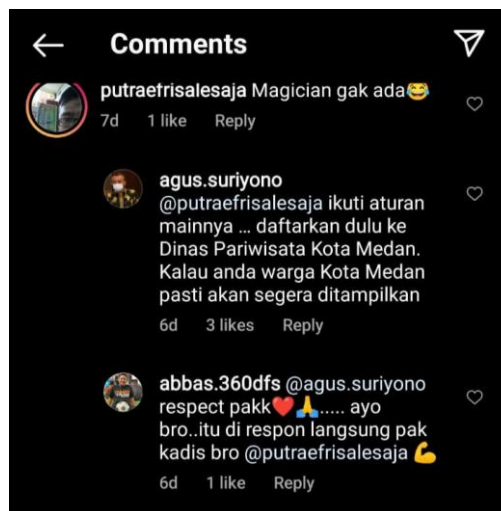 Comments
putraefrisalesaja Magician gak ada😂
7d 1 like Reply
agus.suriyono
@putraefrisalesaja ikuti aturan
mainnya ... daftarkan dulu ke
Dinas Pariwisata Kota Medan.
Kalau anda warga Kota Medan
pasti akan segera ditampilkan
6d 3 likes Reply
abbas.360dfs @agus.suriyono
respect pakk❤️🙏..... ayo
bro..itu di respon langsung pak
kadis bro @putraefrisalesaja 💪
6d 1 like Reply